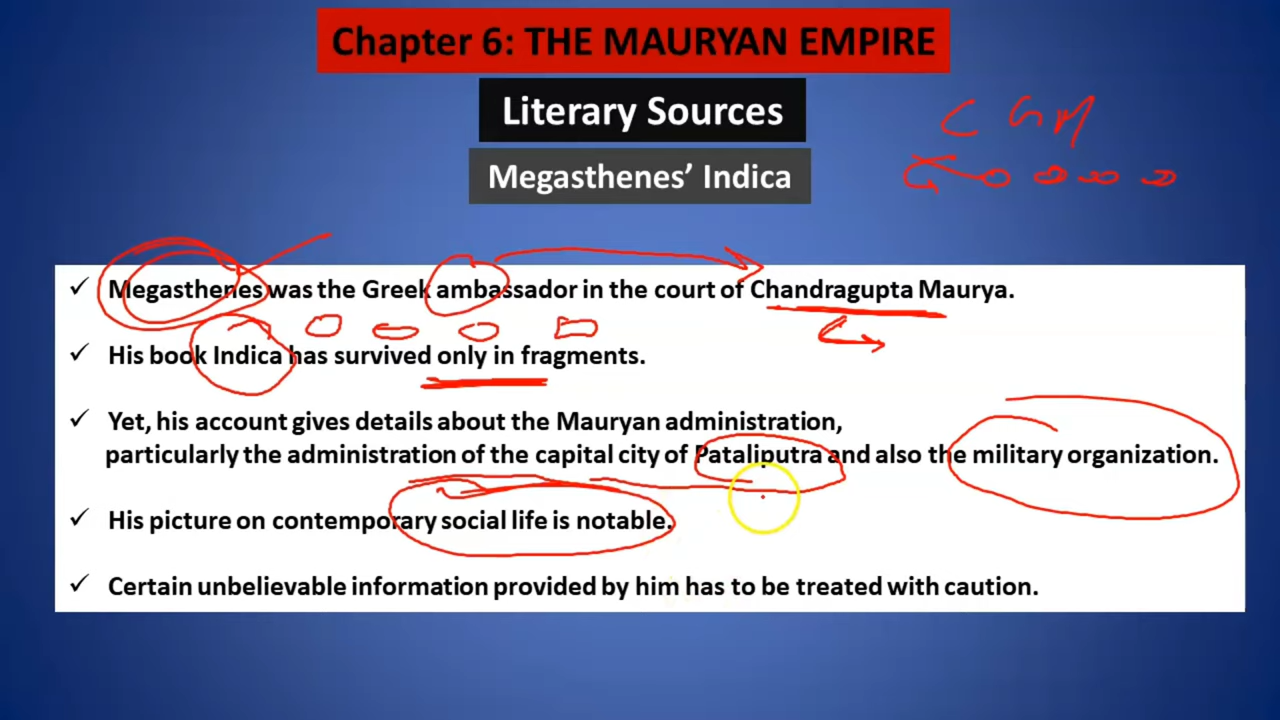 Chapter 6: THE MAURYAN EMPIRE
Literary Sources
Megasthenes’ Indica
C G M
✓ Megasthenes was the Greek ambassador in the court of Chandragupta Maurya.
✓ His book Indica has survived only in fragments.
✓ Yet, his account gives details about the Mauryan administration,
particularly the administration of the capital city of Pataliputra and also the military organization.
✓ His picture on contemporary social life is notable.
✓ Certain unbelievable information provided by him has to be treated with caution.